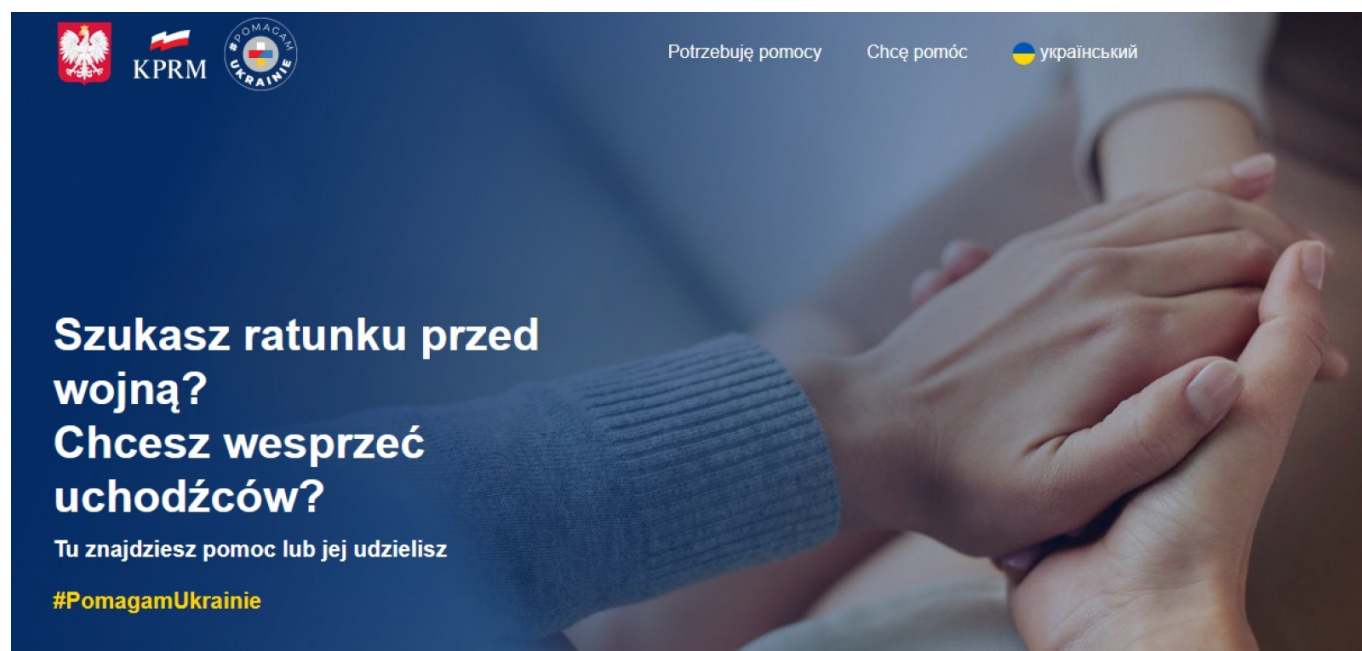 KPRM
#POMAGAM
UKRAINIE
Potrzebuję pomocy
Chcę pomóc
український
Szukasz ratunku przed
wojną?
Chcesz wesprzeć
uchodźców?
Tu znajdziesz pomoc lub jej udzielisz
#PomagamUkrainie